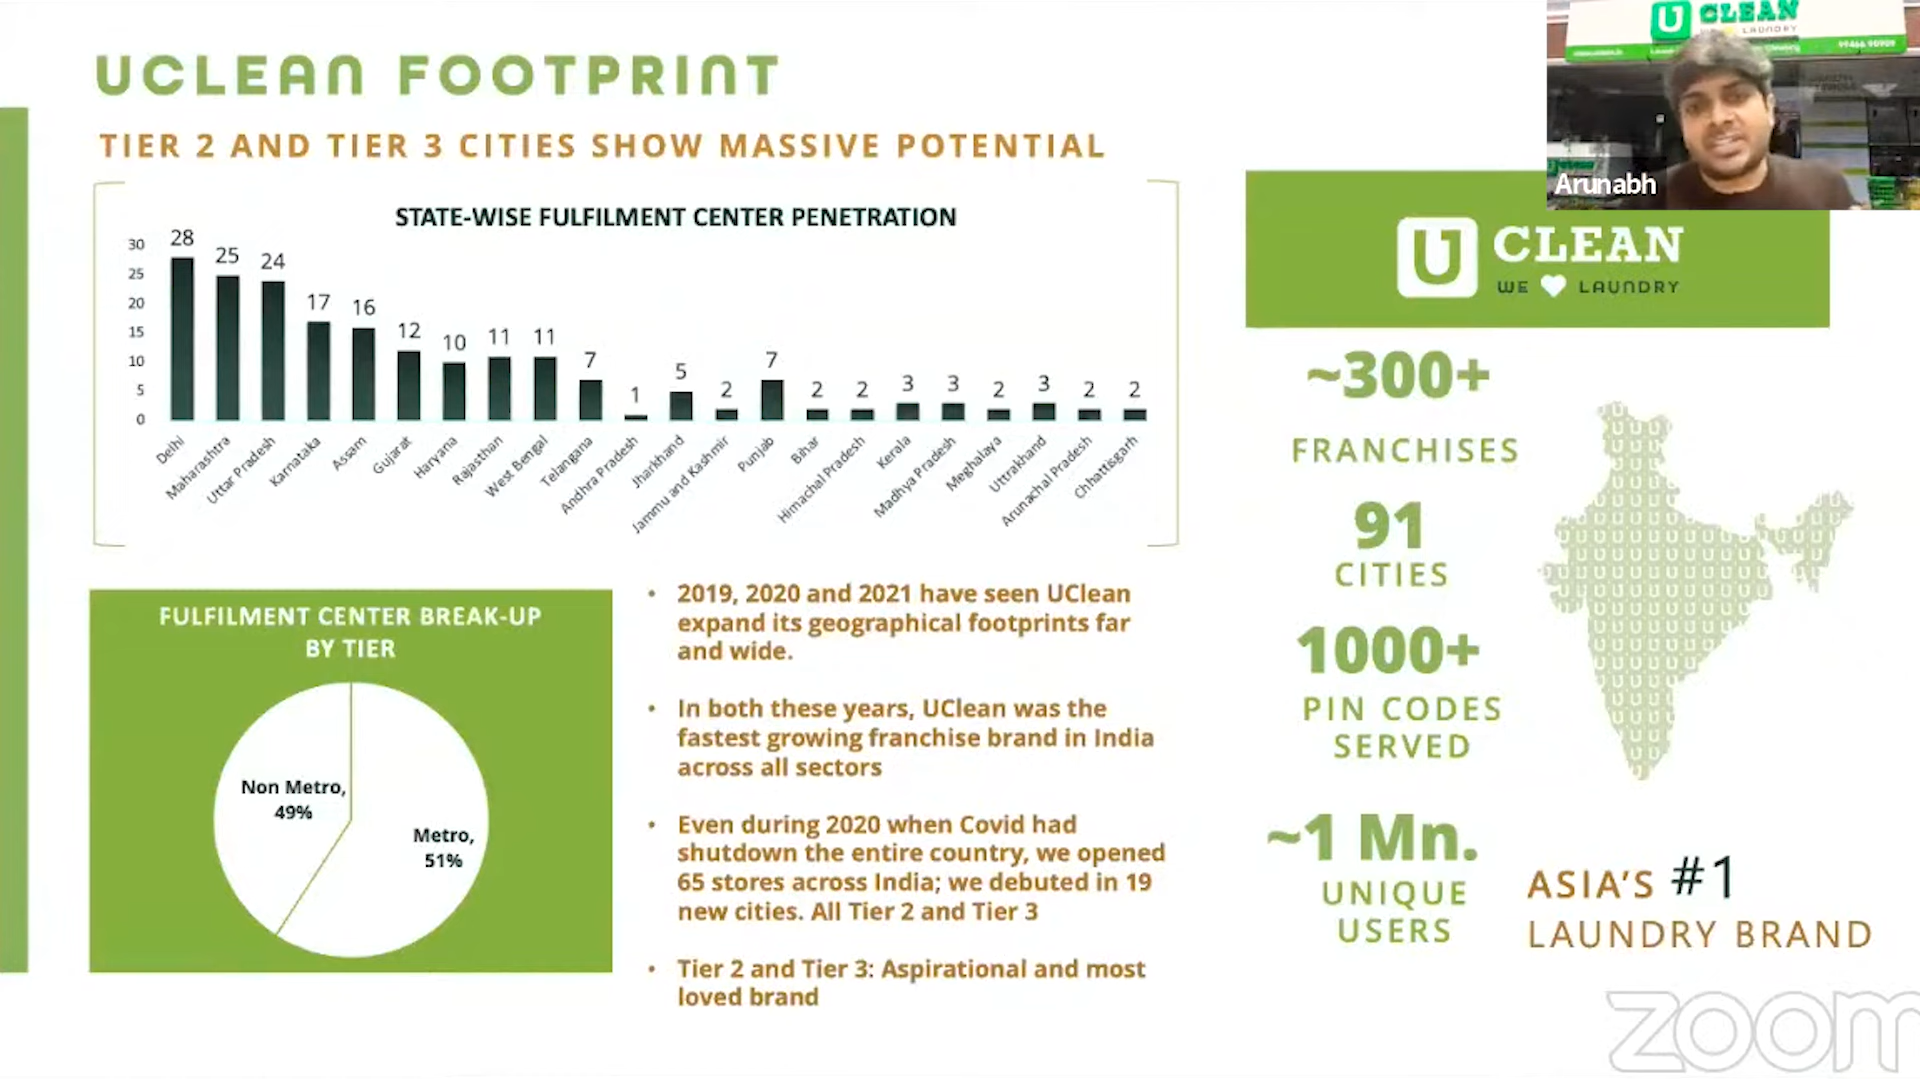 UCLEAN FOOTPRINT
TIER 2 AND TIER 3 CITIES SHOW MASSIVE POTENTIAL
STATE-WISE FULFILMENT CENTER PENETRATION
30
25
20
15
10
5
0
28
25
24
17
16
12
10
11
11
7
1
5
2
7
2
2
3
3
2
3
2
2
Delhi
Maharashtra
Uttar Pradesh
Karnataka
Assam
Gujarat
Haryana
Rajasthan
West Bengal
Telangana
Andhra Pradesh
Jharkhand
Jammu and Kashmir
Punjab
Bihar
Himachal Pradesh
Kerala
Madhya Pradesh
Meghalaya
Uttrakhand
Arunachal Pradesh
Chhattisgarh
FULFILMENT CENTER BREAK-UP
BY TIER
Non Metro,
49%
Metro,
51%
• 2019, 2020 and 2021 have seen UClean
expand its geographical footprints far
and wide.
• In both these years, UClean was the
fastest growing franchise brand in India
across all sectors
• Even during 2020 when Covid had
shutdown the entire country, we opened
65 stores across India; we debuted in 19
new cities. All Tier 2 and Tier 3
• Tier 2 and Tier 3: Aspirational and most
loved brand
U CLEAN
LAUNDRY
Arunabh
U CLEAN
WE LAUNDRY
~300+
FRANCHISES
91
CITIES
1000+
PIN CODES
SERVED
~1 Mn.
UNIQUE
USERS
ASIA'S #1
LAUNDRY BRAND
zoom